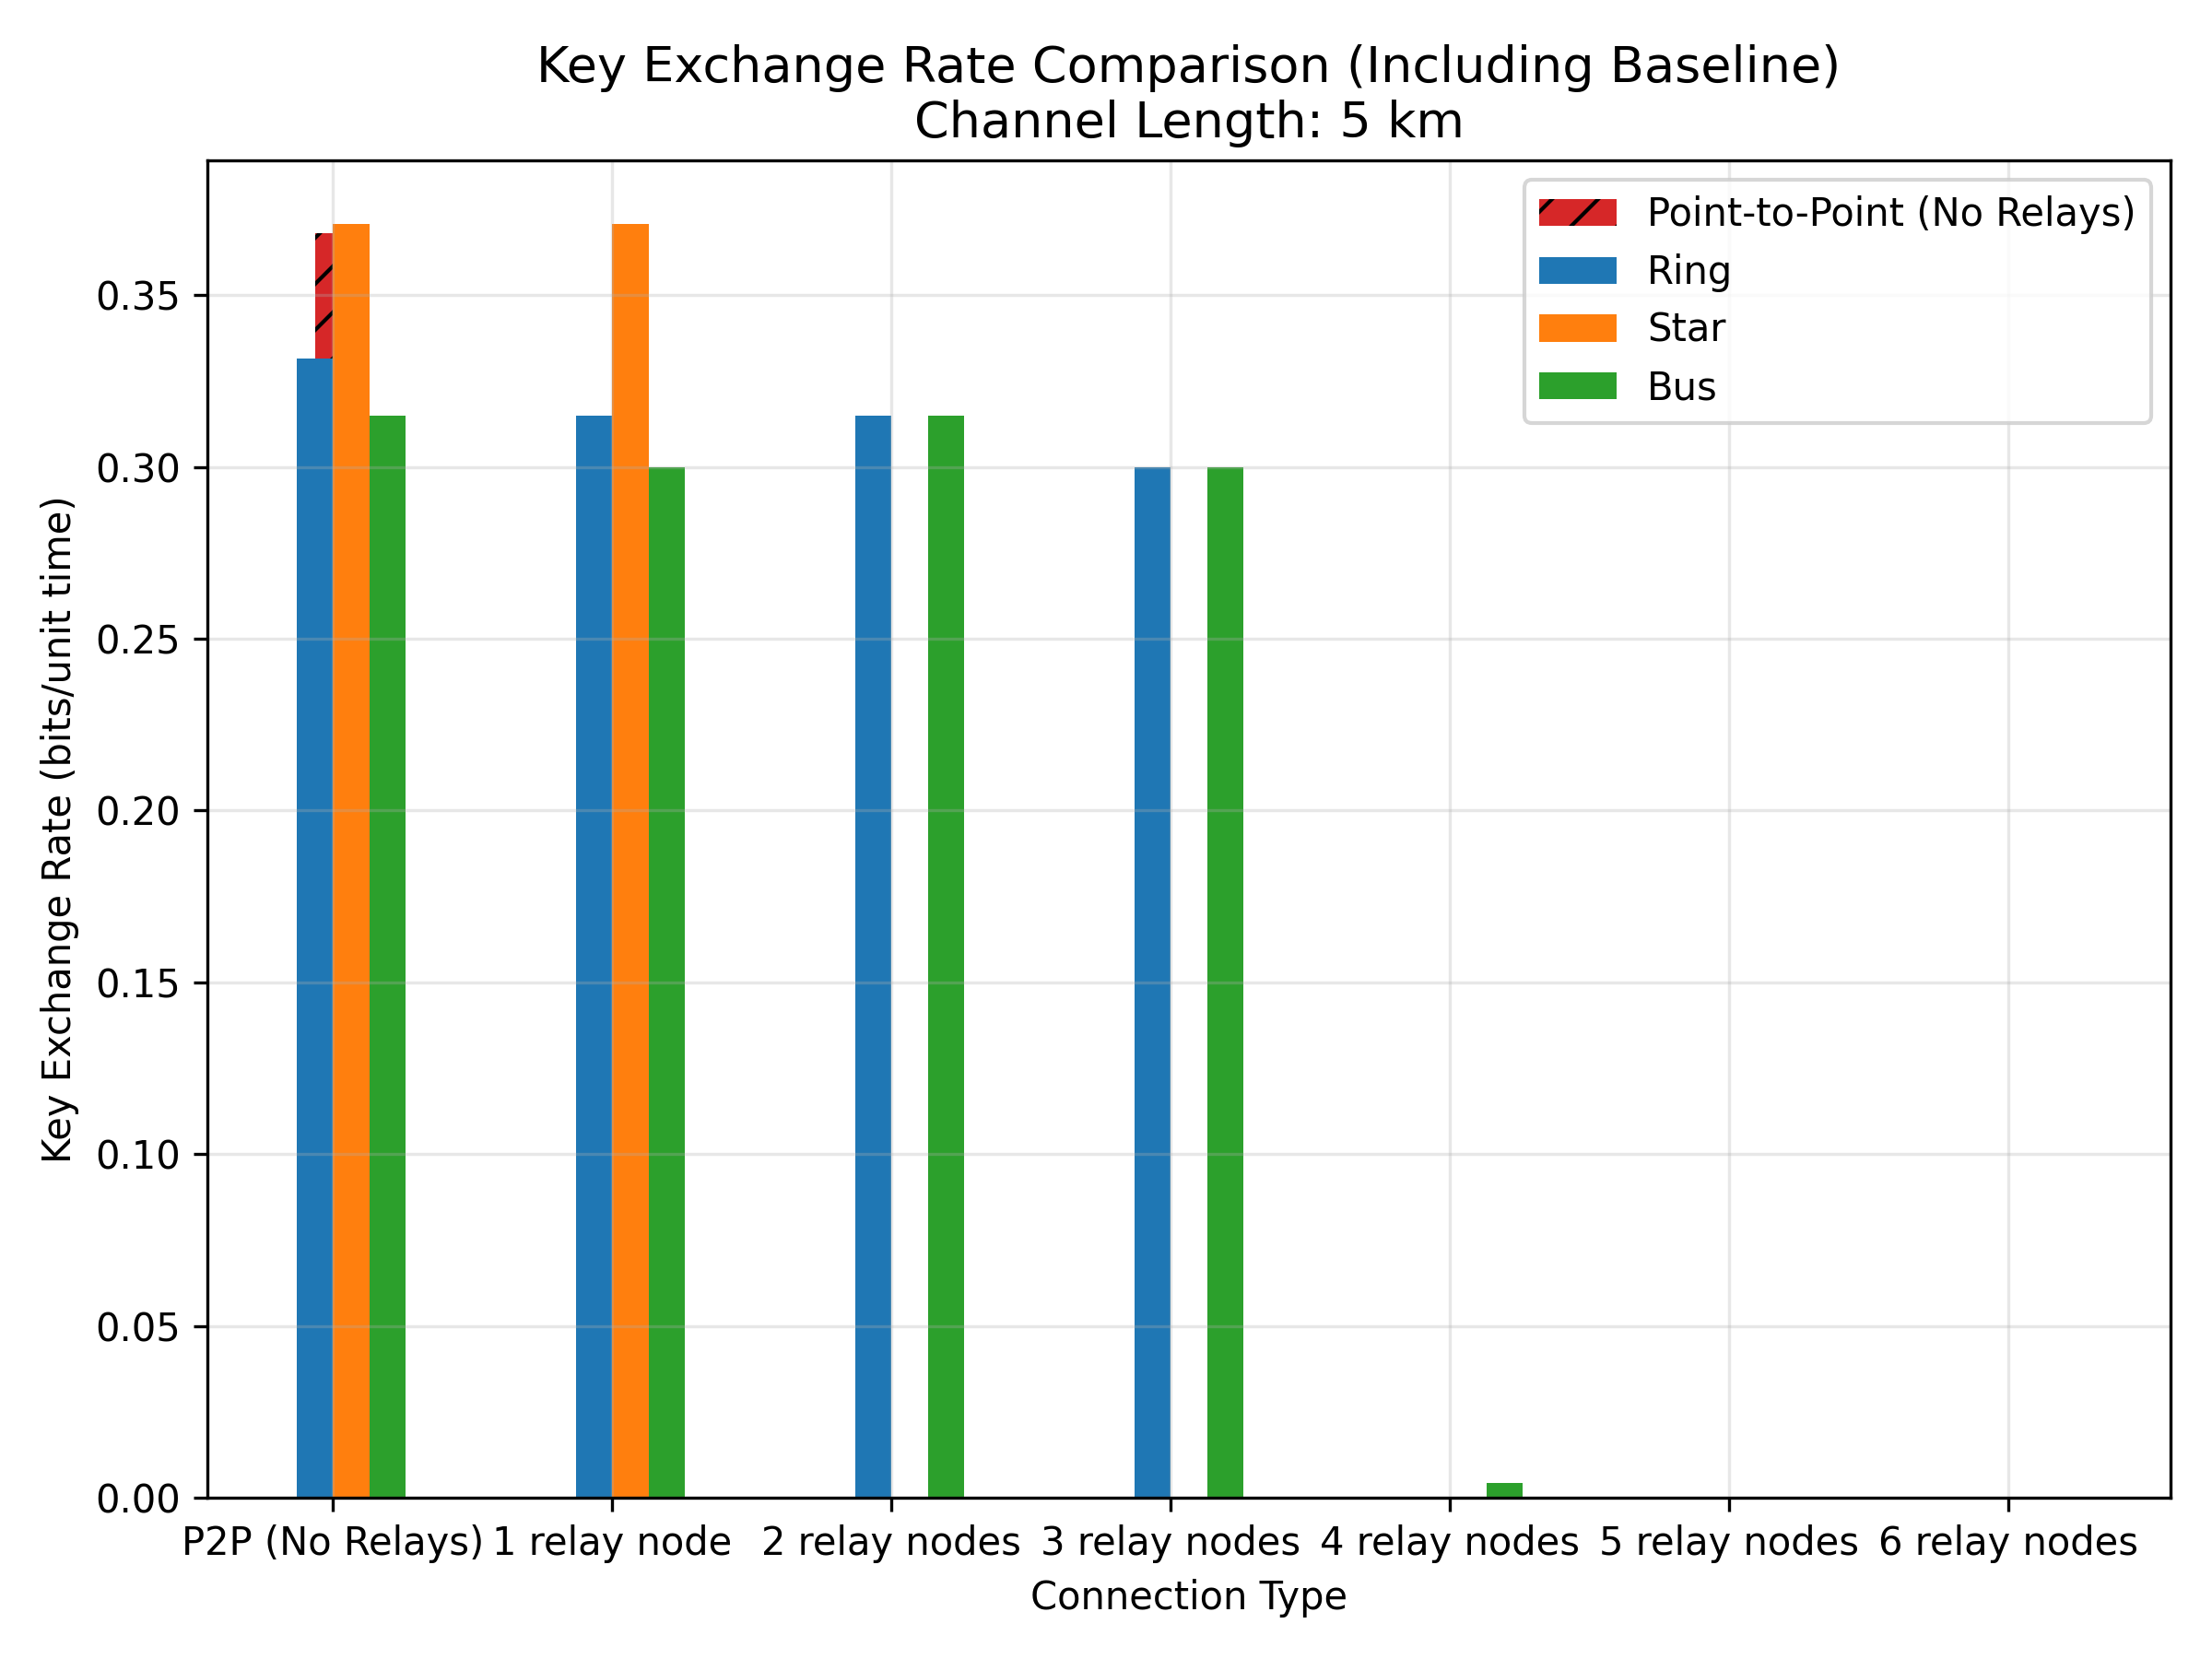 Key Exchange Rate Comparison (Including Baseline)
Channel Length: 5 km
Point-to-Point (No Relays)
Ring
Star
Bus
Key Exchange Rate (bits/unit time)
0.35
0.30
0.25
0.20
0.15
0.10
0.05
0.00
P2P (No Relays)
1 relay node
2 relay nodes
3 relay nodes
4 relay nodes
5 relay nodes
6 relay nodes
Connection Type